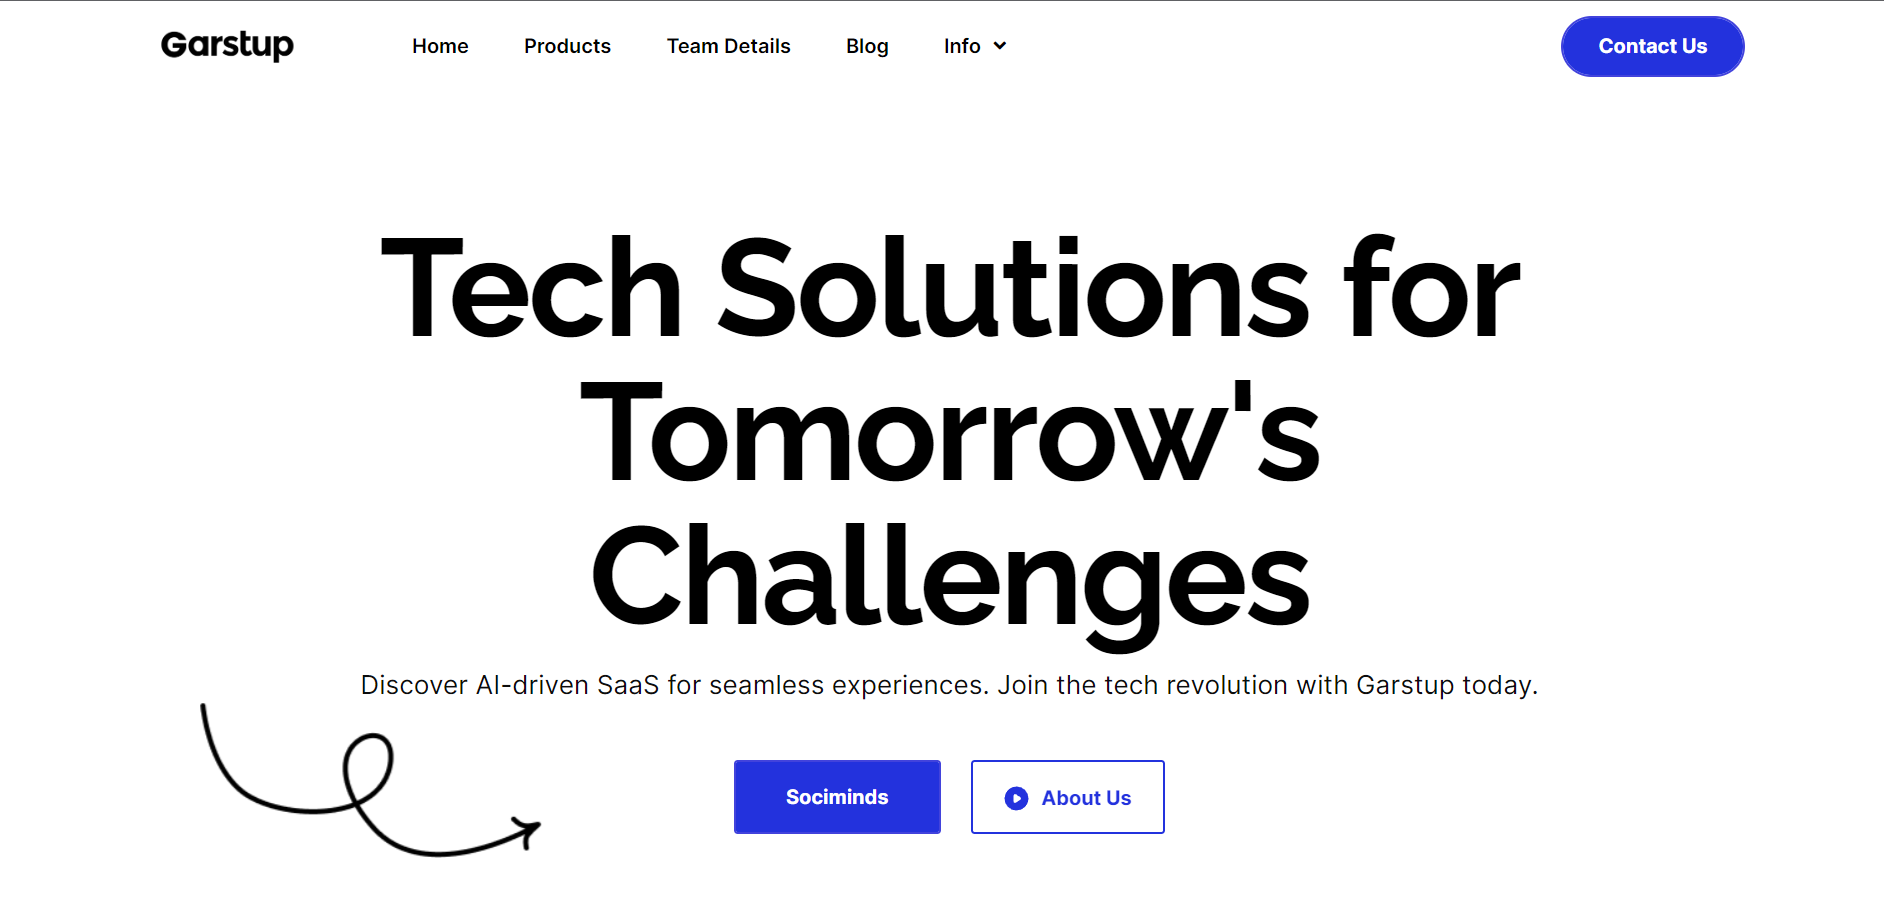 Garstup
Home Products Team Details Blog Info
Contact Us
Tech Solutions for
Tomorrow's
Challenges
Discover AI-driven SaaS for seamless experiences. Join the tech revolution with Garstup today.
Sociminds
About Us